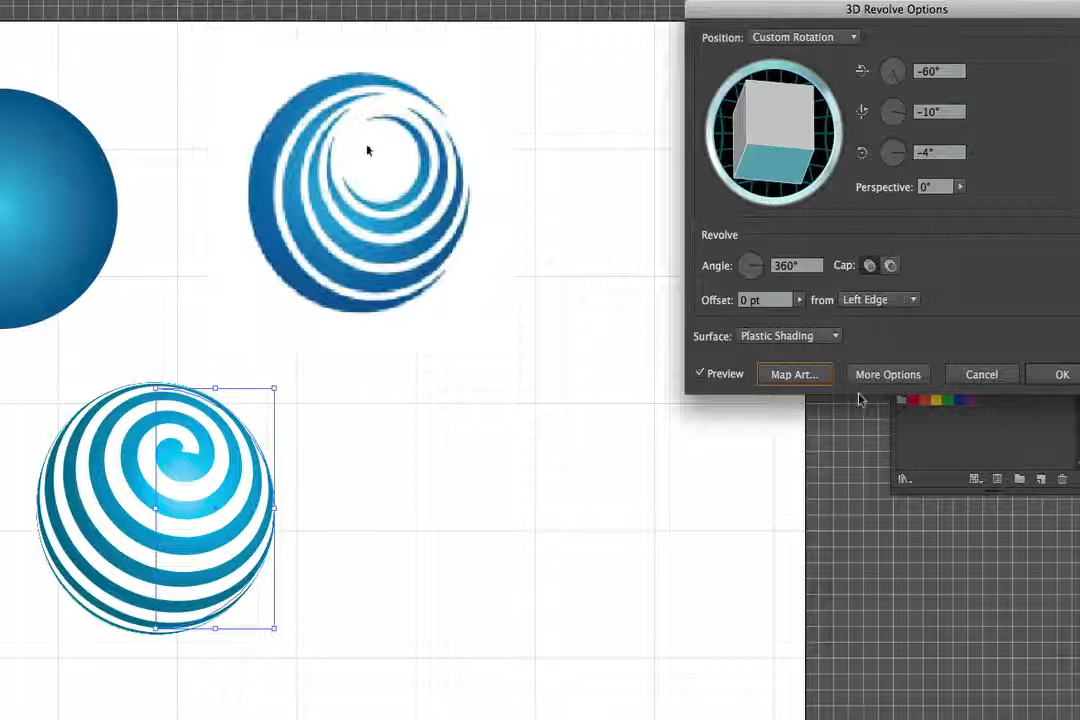 3D Revolve Options
Position: Custom Rotation
-60°
-10°
-4°
Perspective: 0°
Revolve
Angle: 360° Cap:
Offset: 0 pt from Left Edge
Surface: Plastic Shading
Preview Map Art... More Options Cancel OK